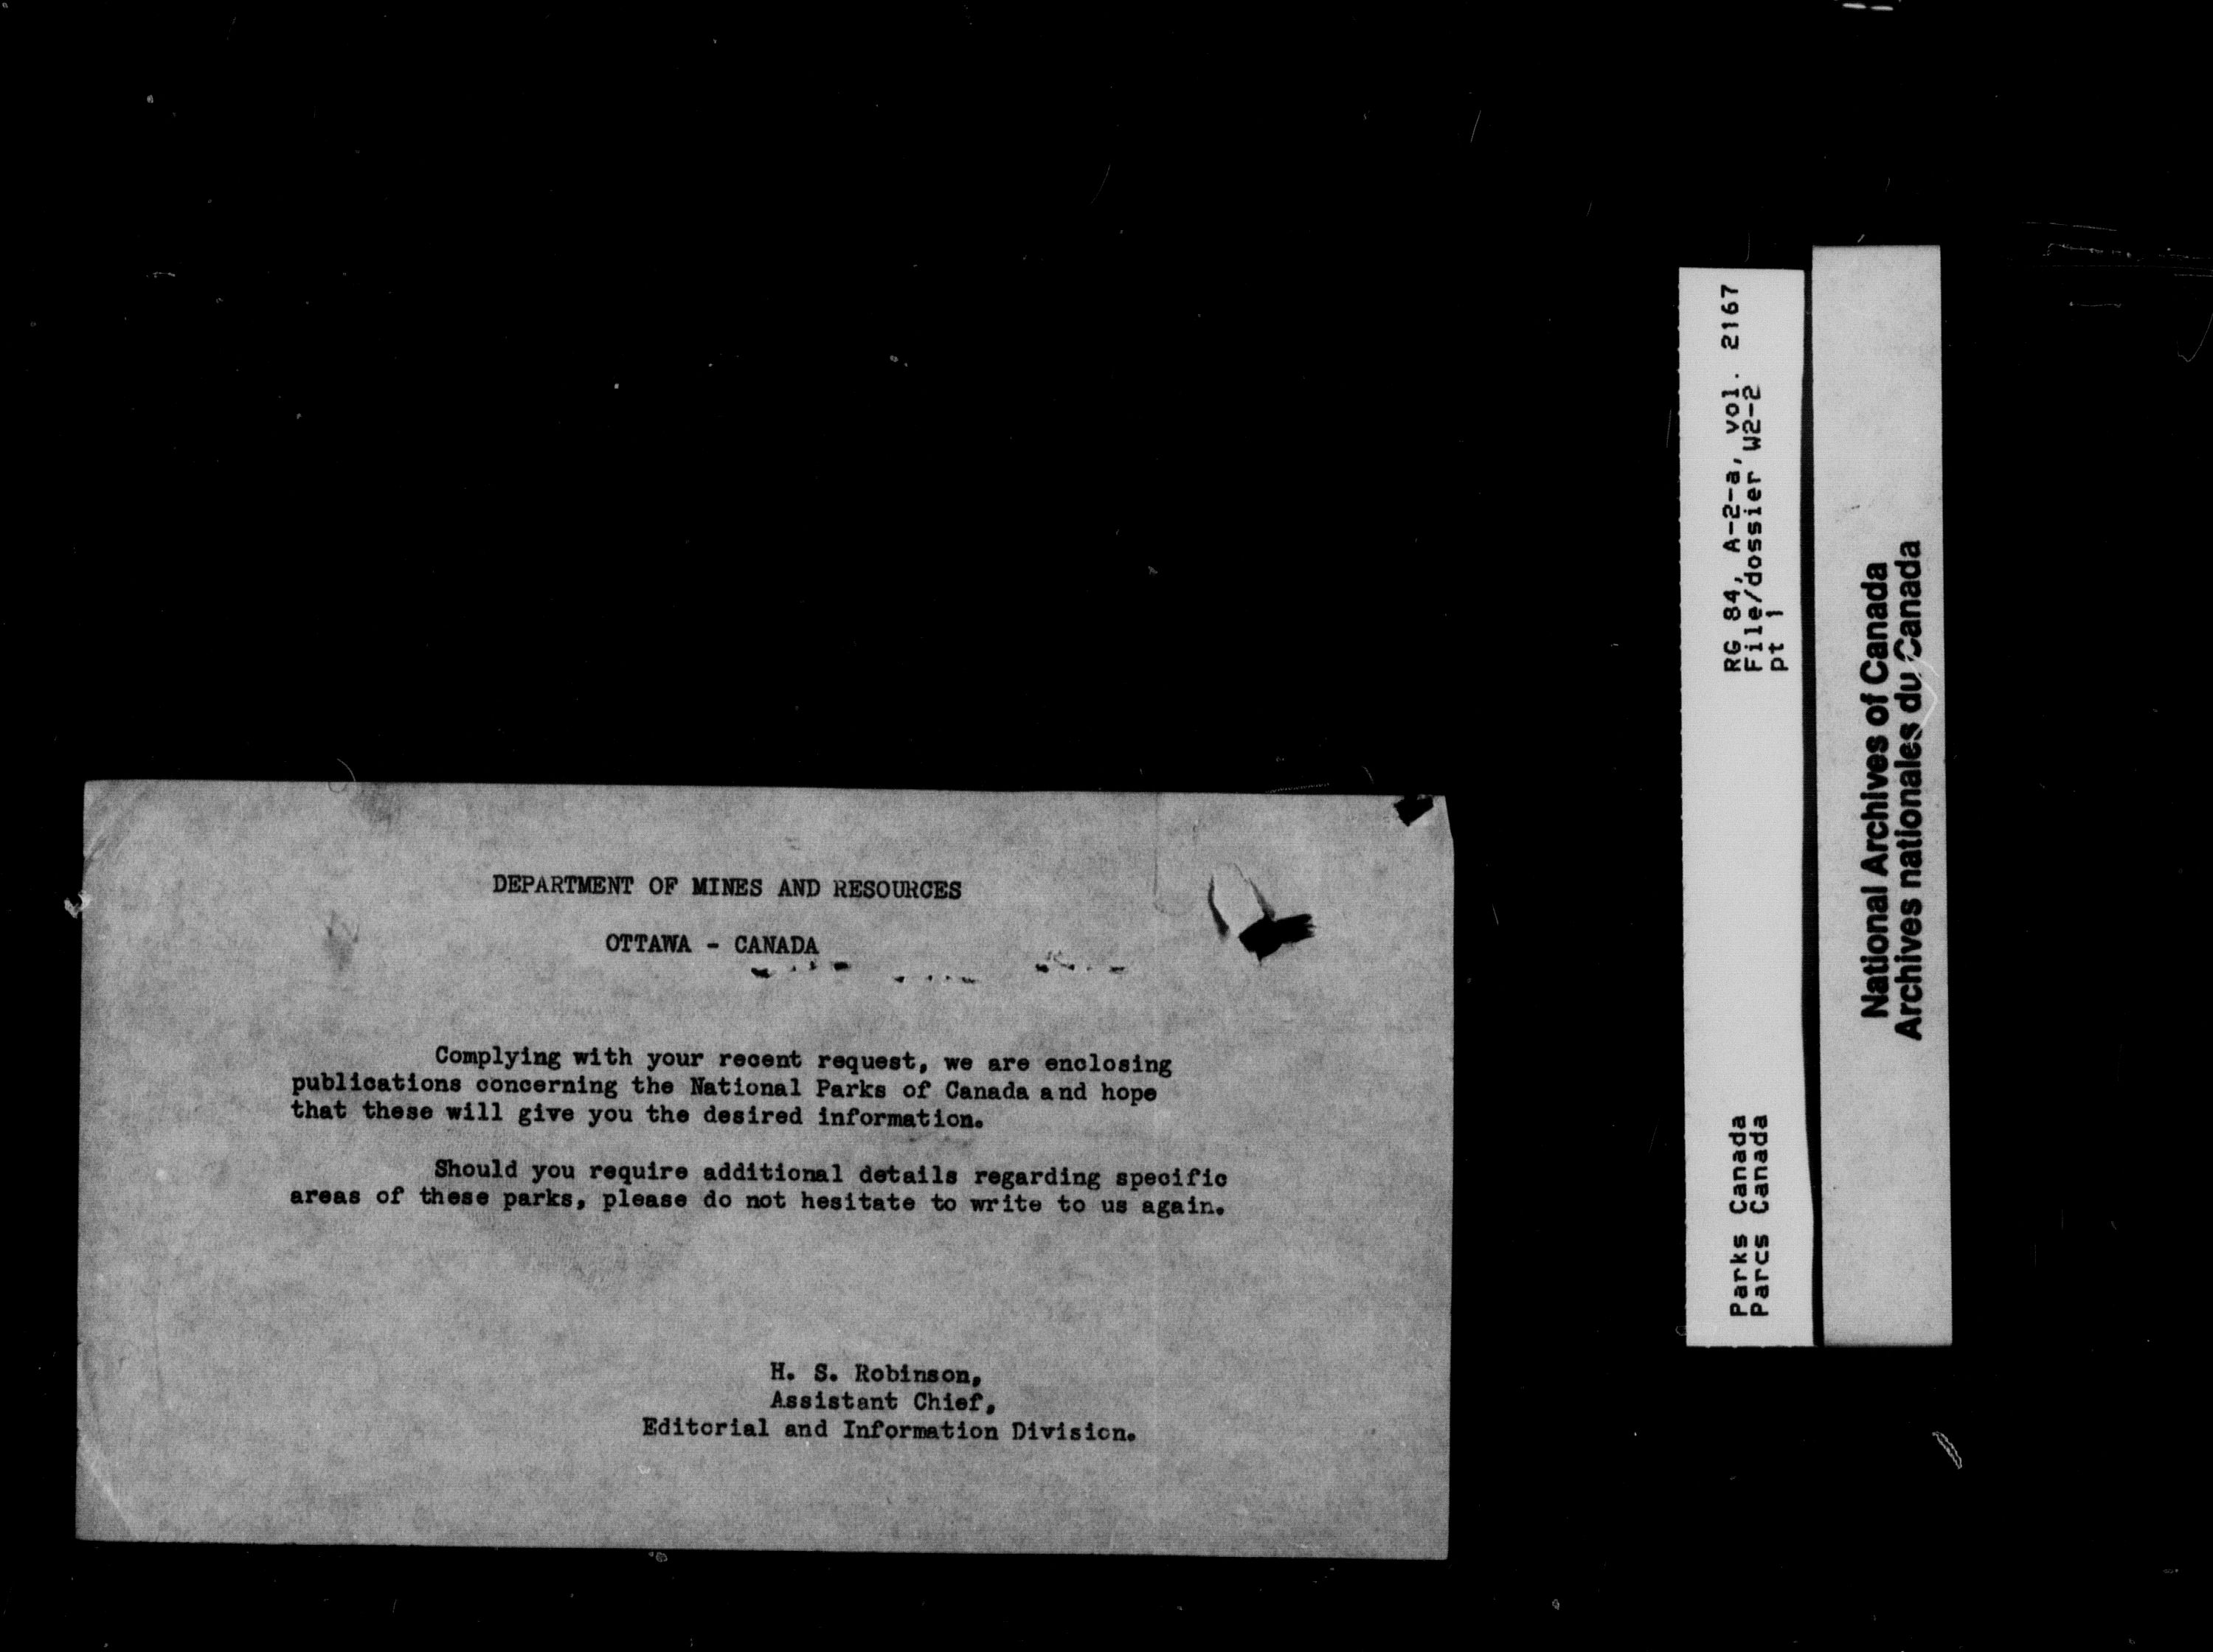 DEPARTMENT OF MINES AND RESOURCES
OTTAWA - CANADA
Complying with your recent request, we are enclosing
publications concerning the National Parks of Canada and hope
that these will give you the desired information.
Should you require additional details regarding specific
areas of these parks, please do not hesitate to write to us again.
H. S. Robinson,
Assistant Chief,
Editorial and Information Division.
Parks Canada
Parcs Canada
RG 84, A-2-a, vol. 2167
File/dossier W2-2
pt 1
National Archives of Canada
Archives nationales du Canada